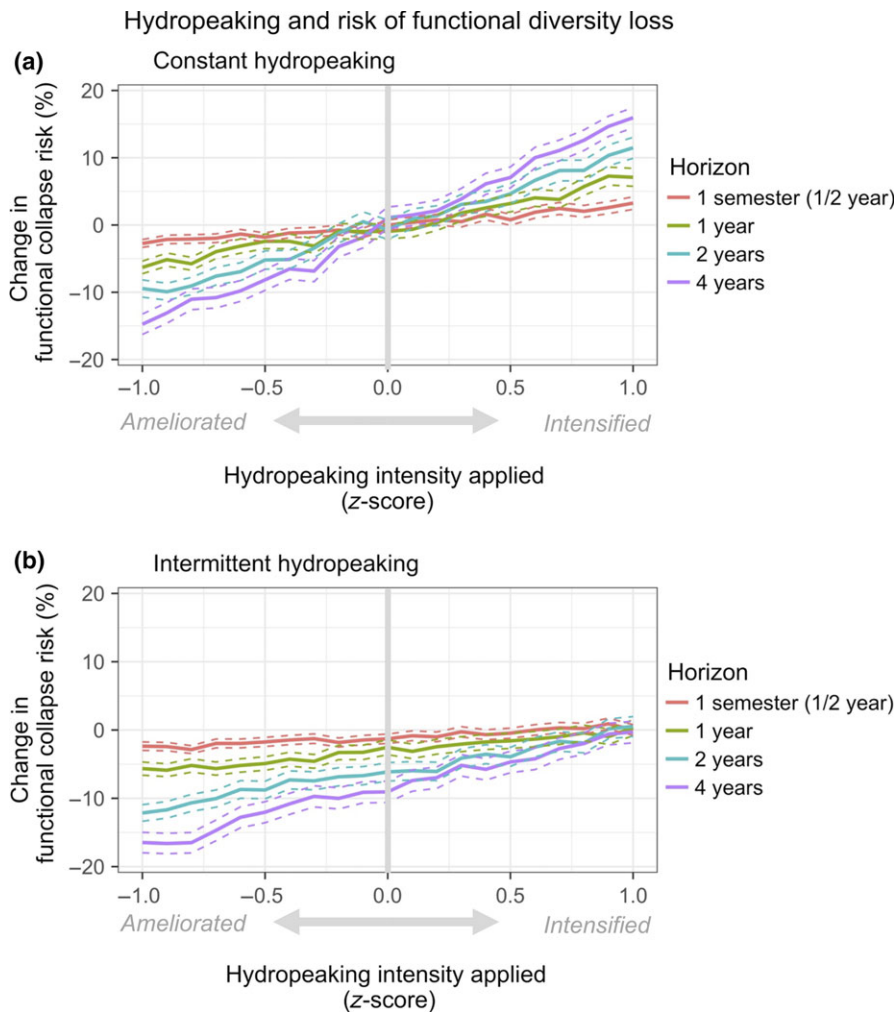 Hydropeaking and risk of functional diversity loss
(a)
Constant hydropeaking
Change in
functional collapse risk (%)
20
10
0
−10
−20
−1.0
−0.5
0.0
0.5
1.0
Ameliorated
Intensified
Hydropeaking intensity applied
(z-score)
Horizon
1 semester (1/2 year)
1 year
2 years
4 years
(b)
Intermittent hydropeaking
Change in
functional collapse risk (%)
20
10
0
−10
−20
−1.0
−0.5
0.0
0.5
1.0
Ameliorated
Intensified
Hydropeaking intensity applied
(z-score)
Horizon
1 semester (1/2 year)
1 year
2 years
4 years